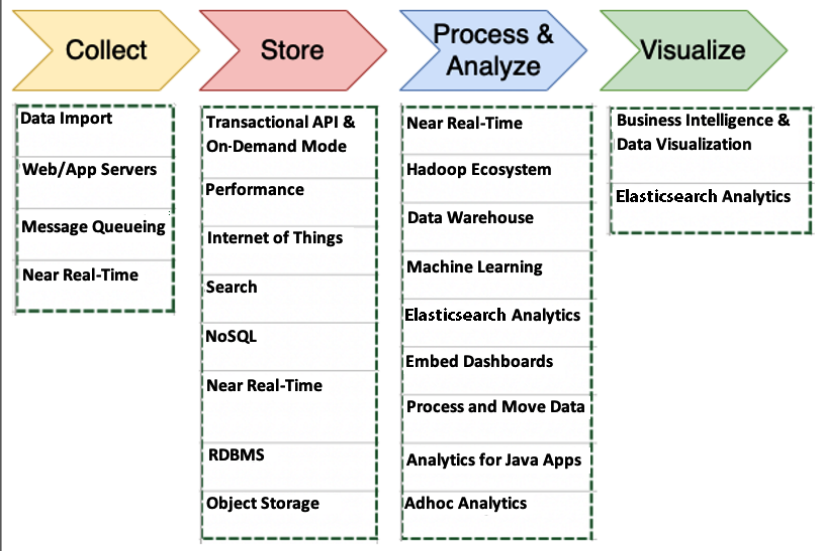 Collect
Store
Process &
Analyze
Visualize
Data Import
Web/App Servers
Message Queueing
Near Real-Time
Transactional API &
On-Demand Mode
Performance
Internet of Things
Search
NoSQL
Near Real-Time
RDBMS
Object Storage
Near Real-Time
Hadoop Ecosystem
Data Warehouse
Machine Learning
Elasticsearch Analytics
Embed Dashboards
Process and Move Data
Analytics for Java Apps
Adhoc Analytics
Business Intelligence &
Data Visualization
Elasticsearch Analytics